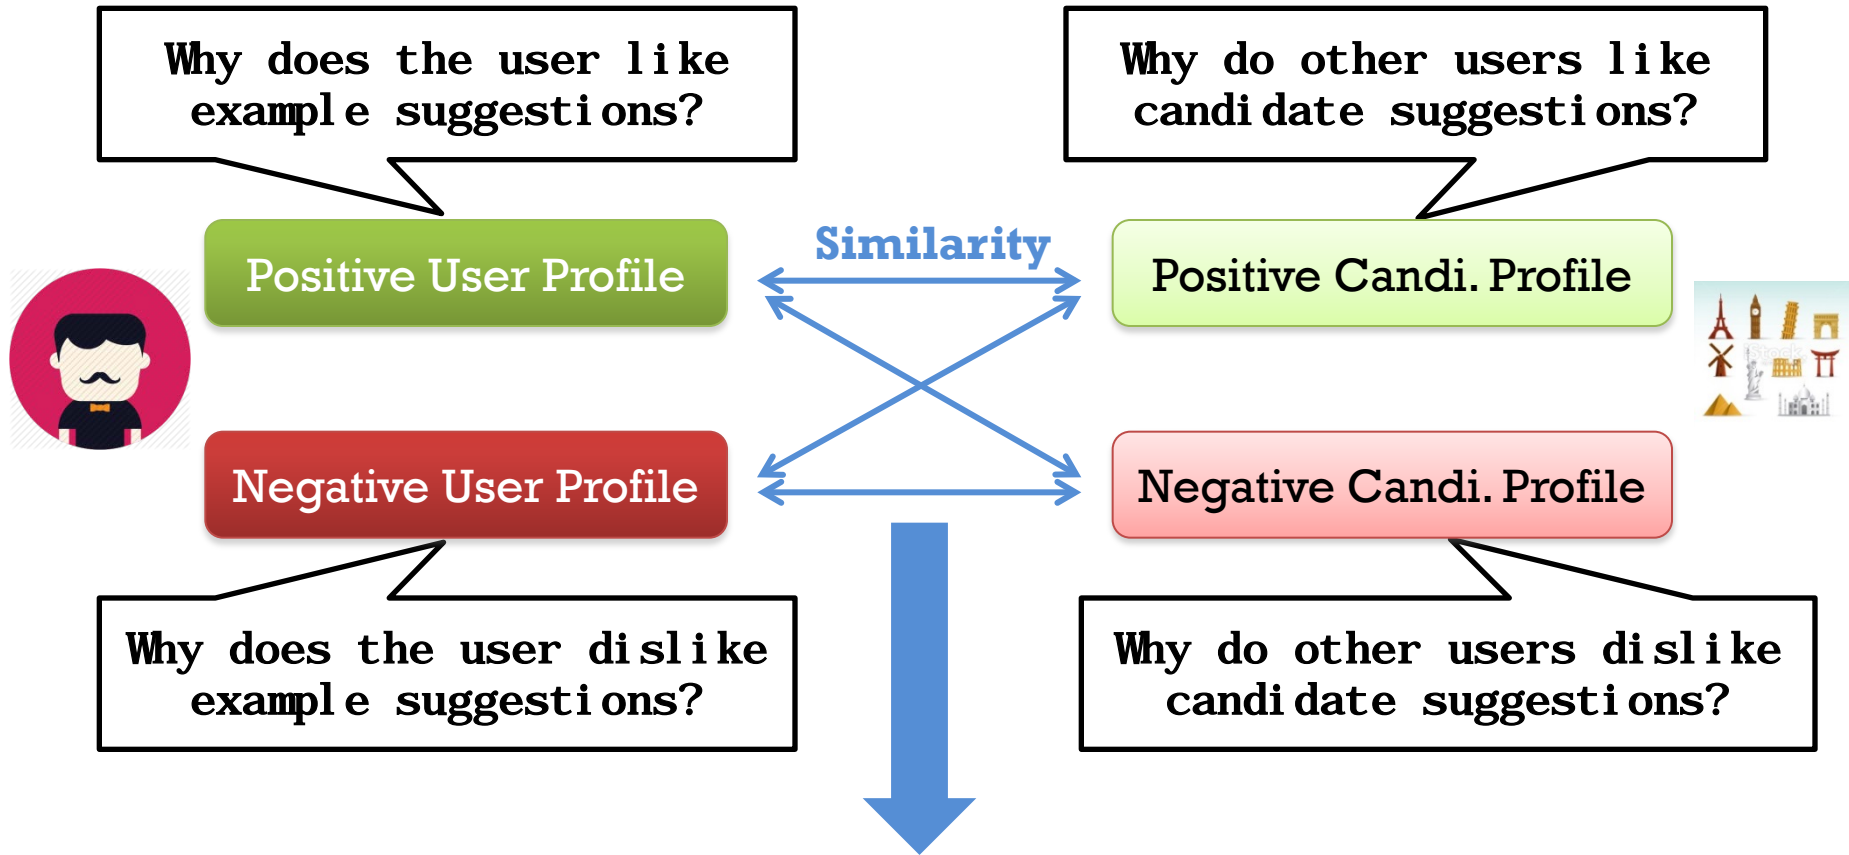 Why does the user like
example suggestions?
Why do other users like
candidate suggestions?
Similarity
Positive User Profile
Positive Candi. Profile
iStock
Negative User Profile
Negative Candi. Profile
Why does the user dislike
example suggestions?
Why do other users dislike
candidate suggestions?